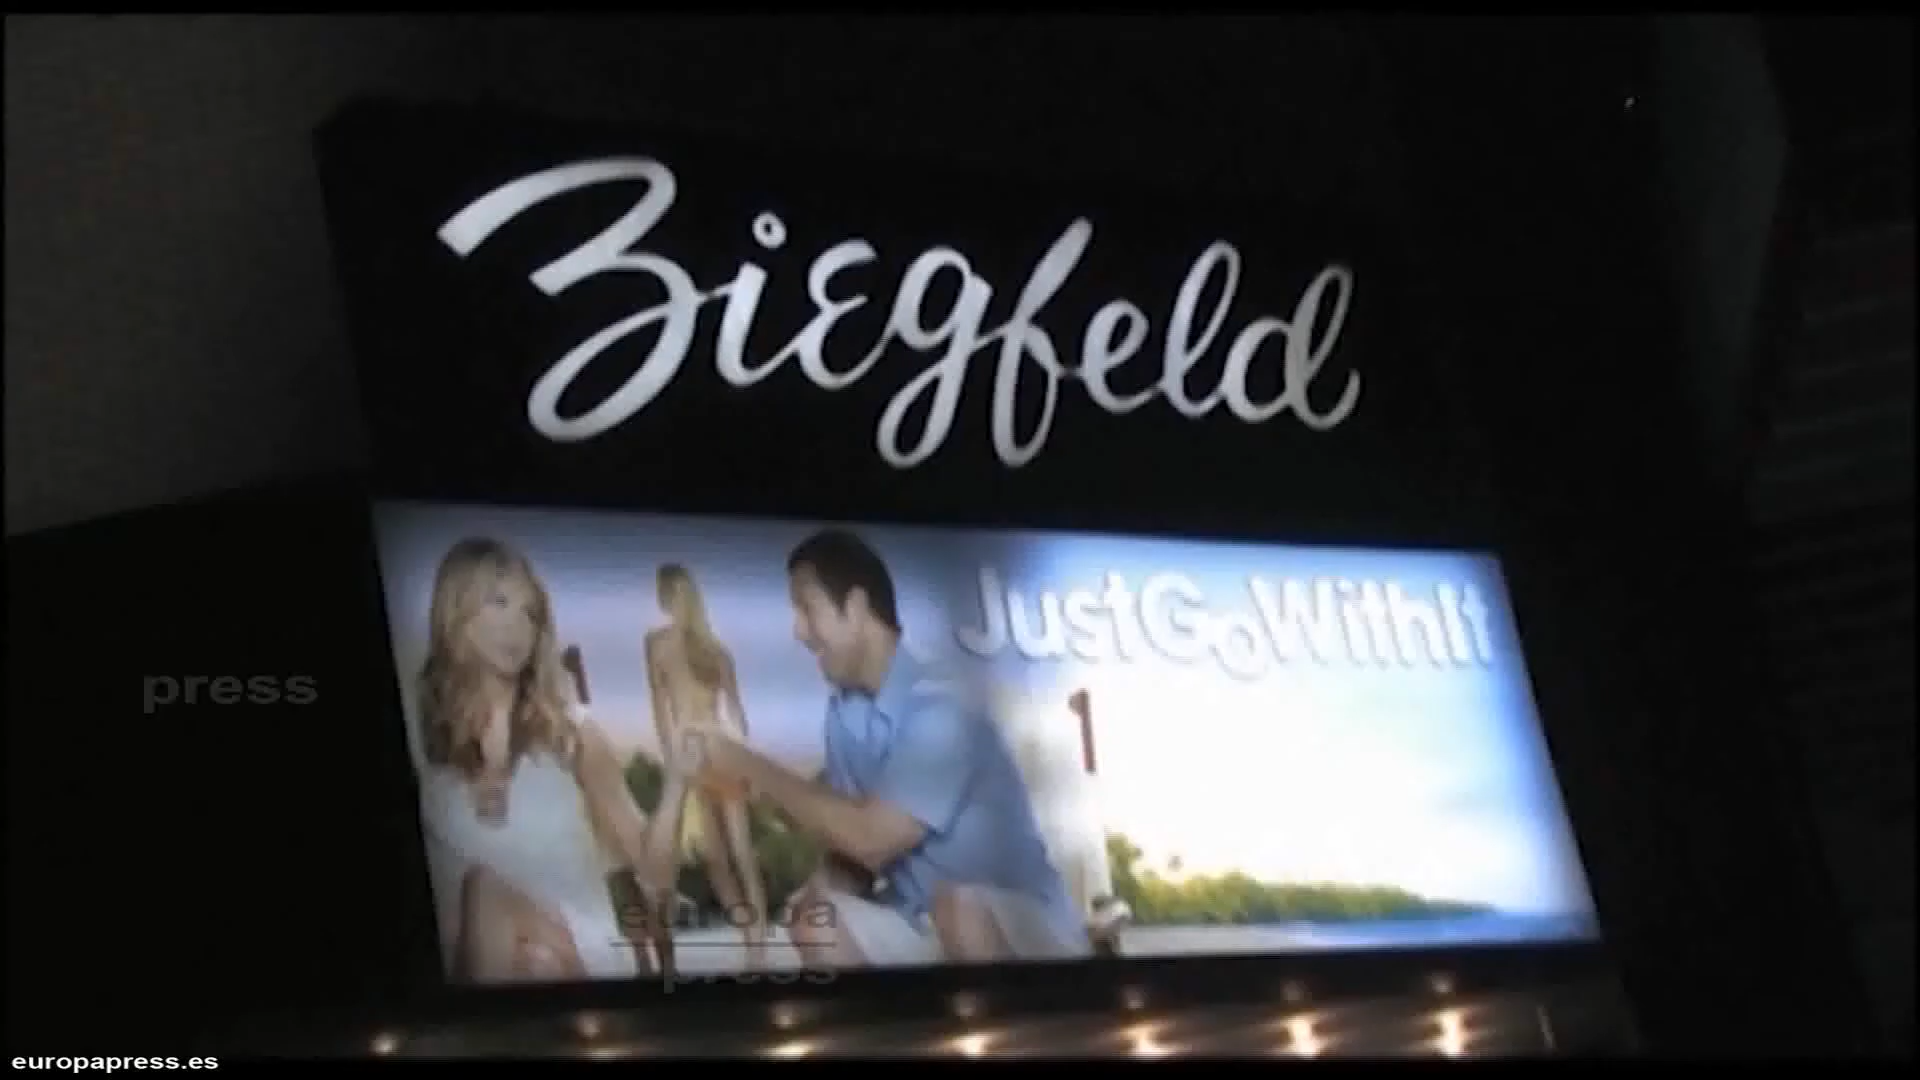 Ziegfeld
JustGoWithIt
press
europa
press
europapress.es